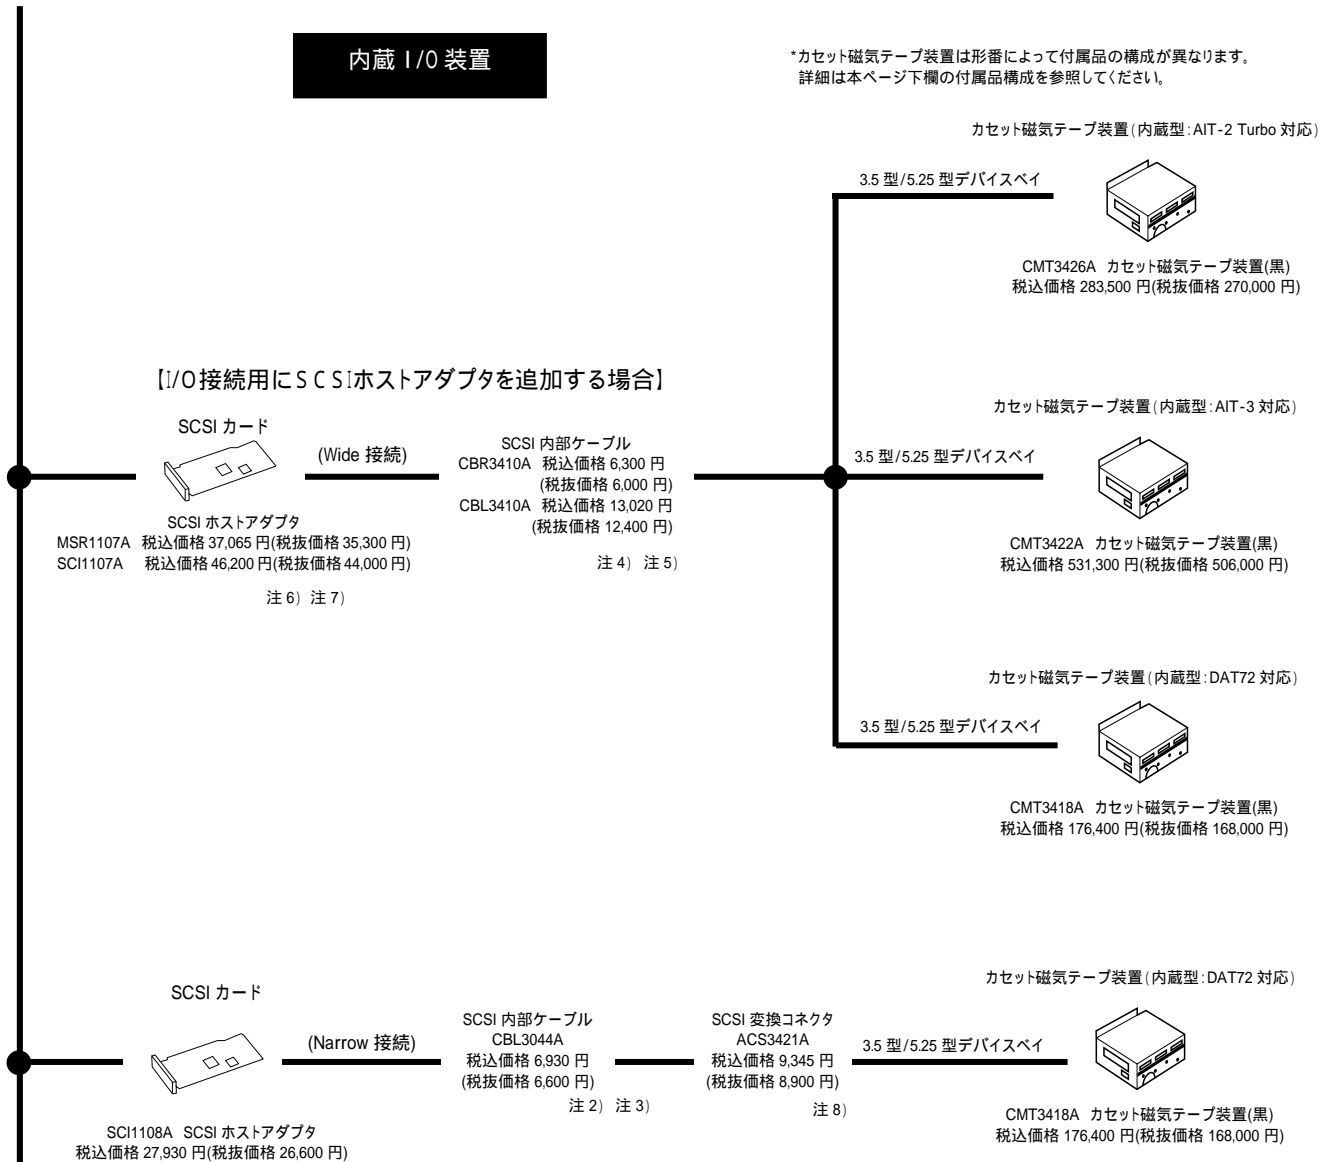 内蔵 I/O 装置
*カセット磁気テープ装置は形番によって付属品の構成が異なります。
詳細は本ページ下欄の付属品構成を参照してください。
カセット磁気テープ装置(内蔵型:AIT-2 Turbo 対応)
3.5 型/5.25 型デバイスベイ
CMT3426A カセット磁気テープ装置(黒)
税込価格 283,500 円(税抜価格 270,000 円)
【I/O接続用にSCSIホストアダプタを追加する場合】
SCSI カード
(Wide 接続)
SCSI 内部ケーブル
CBR3410A 税込価格 6,300 円
(税抜価格 6,000 円)
CBL3410A 税込価格 13,020 円
(税抜価格 12,400 円)
注 4) 注 5)
SCSI ホストアダプタ
MSR1107A 税込価格 37,065 円(税抜価格 35,300 円)
SCI1107A 税込価格 46,200 円(税抜価格 44,000 円)
注 6) 注 7)
カセット磁気テープ装置(内蔵型:AIT-3 対応)
3.5 型/5.25 型デバイスベイ
CMT3422A カセット磁気テープ装置(黒)
税込価格 531,300 円(税抜価格 506,000 円)
カセット磁気テープ装置(内蔵型:DAT72 対応)
3.5 型/5.25 型デバイスベイ
CMT3418A カセット磁気テープ装置(黒)
税込価格 176,400 円(税抜価格 168,000 円)
SCSI カード
(Narrow 接続)
SCSI 内部ケーブル
CBL3044A
税込価格 6,930 円
(税抜価格 6,600 円)
注 2) 注 3)
SCSI 変換コネクタ
ACS3421A
税込価格 9,345 円
(税抜価格 8,900 円)
注 8)
カセット磁気テープ装置(内蔵型:DAT72 対応)
3.5 型/5.25 型デバイスベイ
CMT3418A カセット磁気テープ装置(黒)
税込価格 176,400 円(税抜価格 168,000 円)
SCI1108A SCSI ホストアダプタ
税込価格 27,930 円(税抜価格 26,600 円)